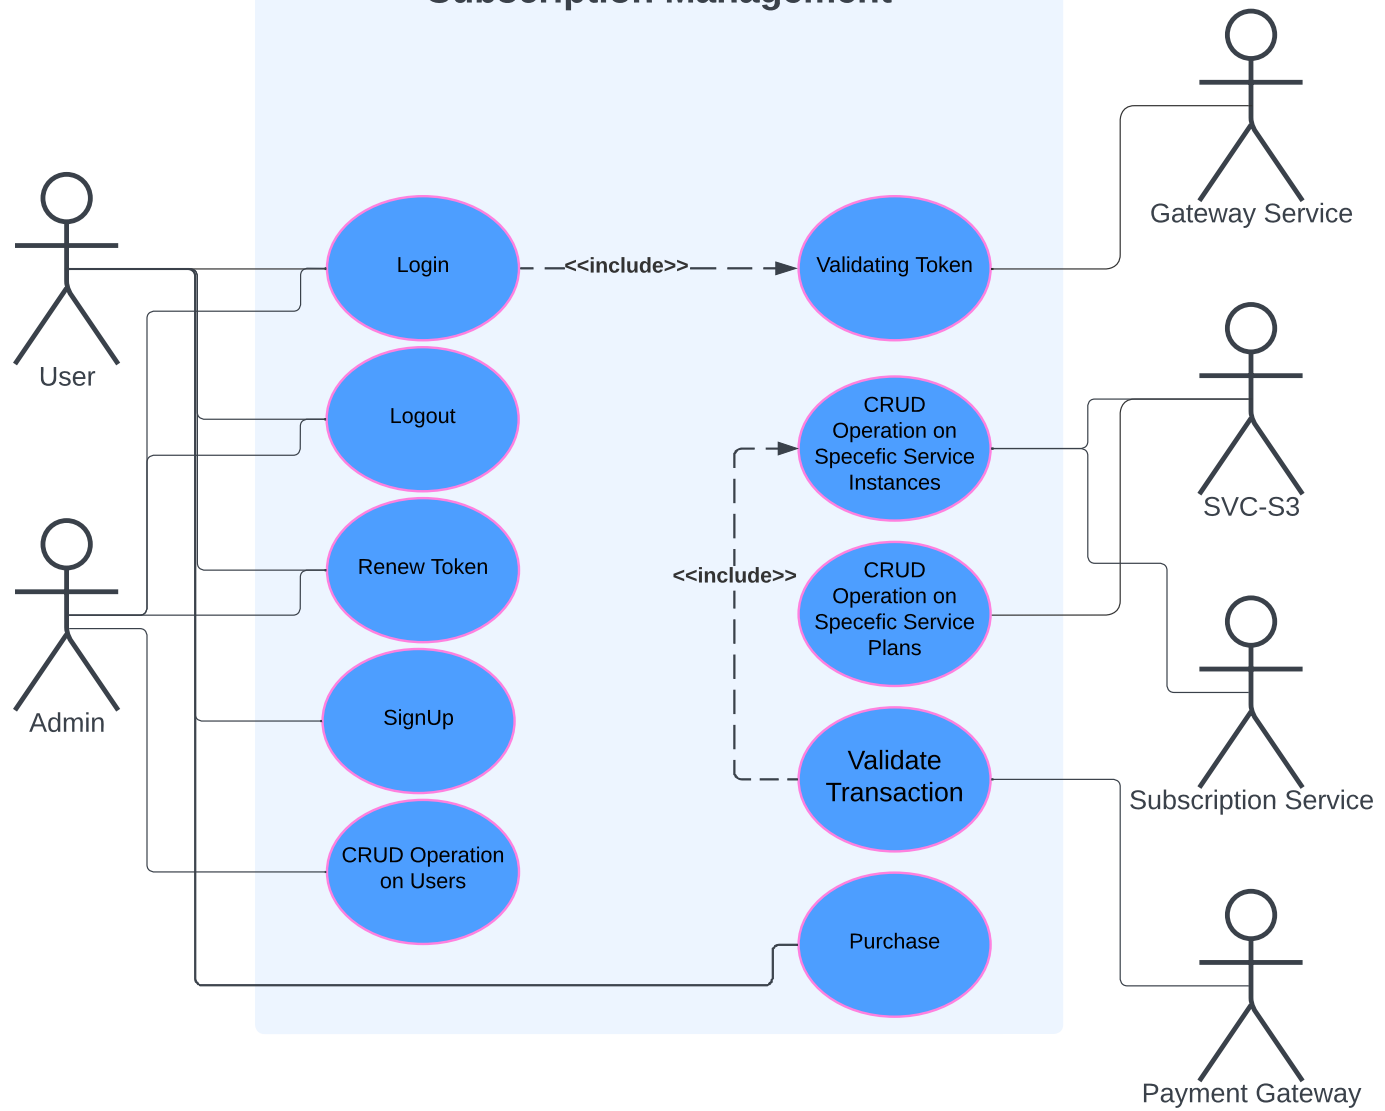 Subscription Management
Gateway Service
Login
<<include>>
Validating Token
User
Logout
CRUD
Operation on
Specefic Service
Instances
SVC-S3
Renew Token
<<include>>
CRUD
Operation on
Specefic Service
Plans
Admin
SignUp
Validate
Transaction
Subscription Service
CRUD Operation
on Users
Purchase
Payment Gateway